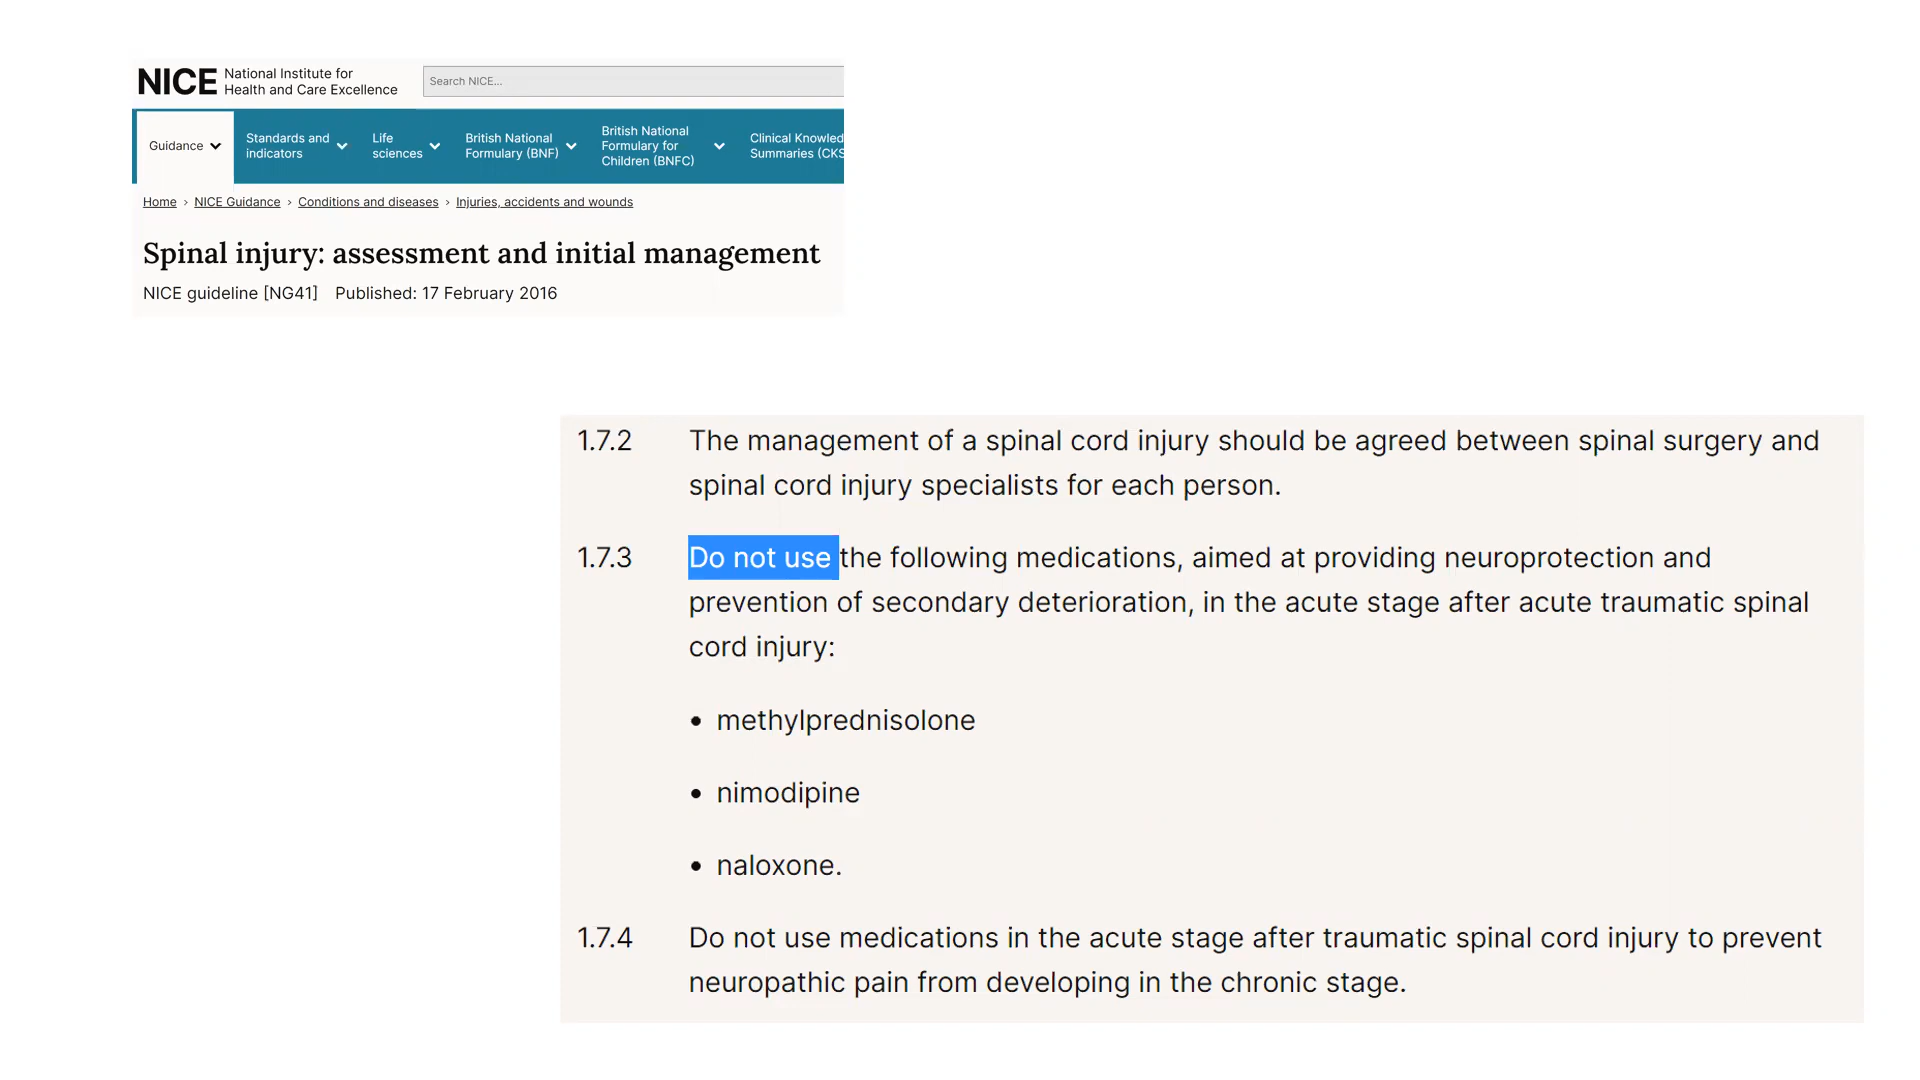 NICE National Institute for
Health and Care Excellence
Search NICE...
Guidance
Standards and
indicators
Life
sciences
British National
Formulary (BNF)
British National
Formulary for
Children (BNFC)
Clinical Knowled
Summaries (CKS
Home › NICE Guidance › Conditions and diseases › Injuries, accidents and wounds
Spinal injury: assessment and initial management
NICE guideline [NG41] Published: 17 February 2016
1.7.2 The management of a spinal cord injury should be agreed between spinal surgery and
spinal cord injury specialists for each person.
1.7.3 Do not use the following medications, aimed at providing neuroprotection and
prevention of secondary deterioration, in the acute stage after acute traumatic spinal
cord injury:
• methylprednisolone
• nimodipine
• naloxone.
1.7.4 Do not use medications in the acute stage after traumatic spinal cord injury to prevent
neuropathic pain from developing in the chronic stage.